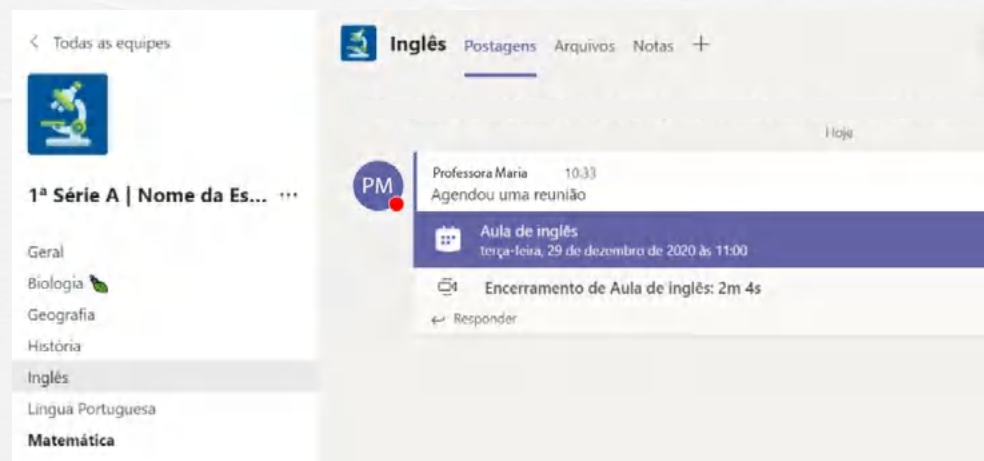 Todas as equipes
1ª Série A | Nome da Es... ...
Geral
Biologia
Geografia
História
Inglês
Língua Portuguesa
Matemática
Inglês Postagens Arquivos Notas +
Hoje
PM
Professora Maria 10:33
Agendou uma reunião
Aula de inglês
terça-feira, 29 de dezembro de 2020 às 11:00
Encerramento de Aula de inglês: 2m 4s
Responder